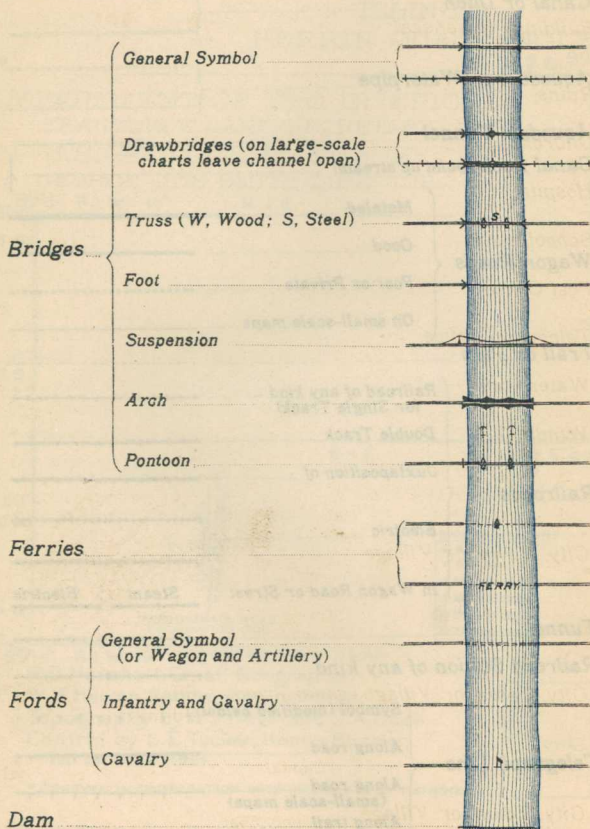 Bridges
General Symbol
Drawbridges (on large-scale
charts leave channel open)
Truss (W, Wood; S, Steel)
S
Foot
Suspension
Arch
Pontoon
Ferries
FERRY
Fords
General Symbol
(or Wagon and Artillery)
Infantry and Cavalry
Cavalry
Dam